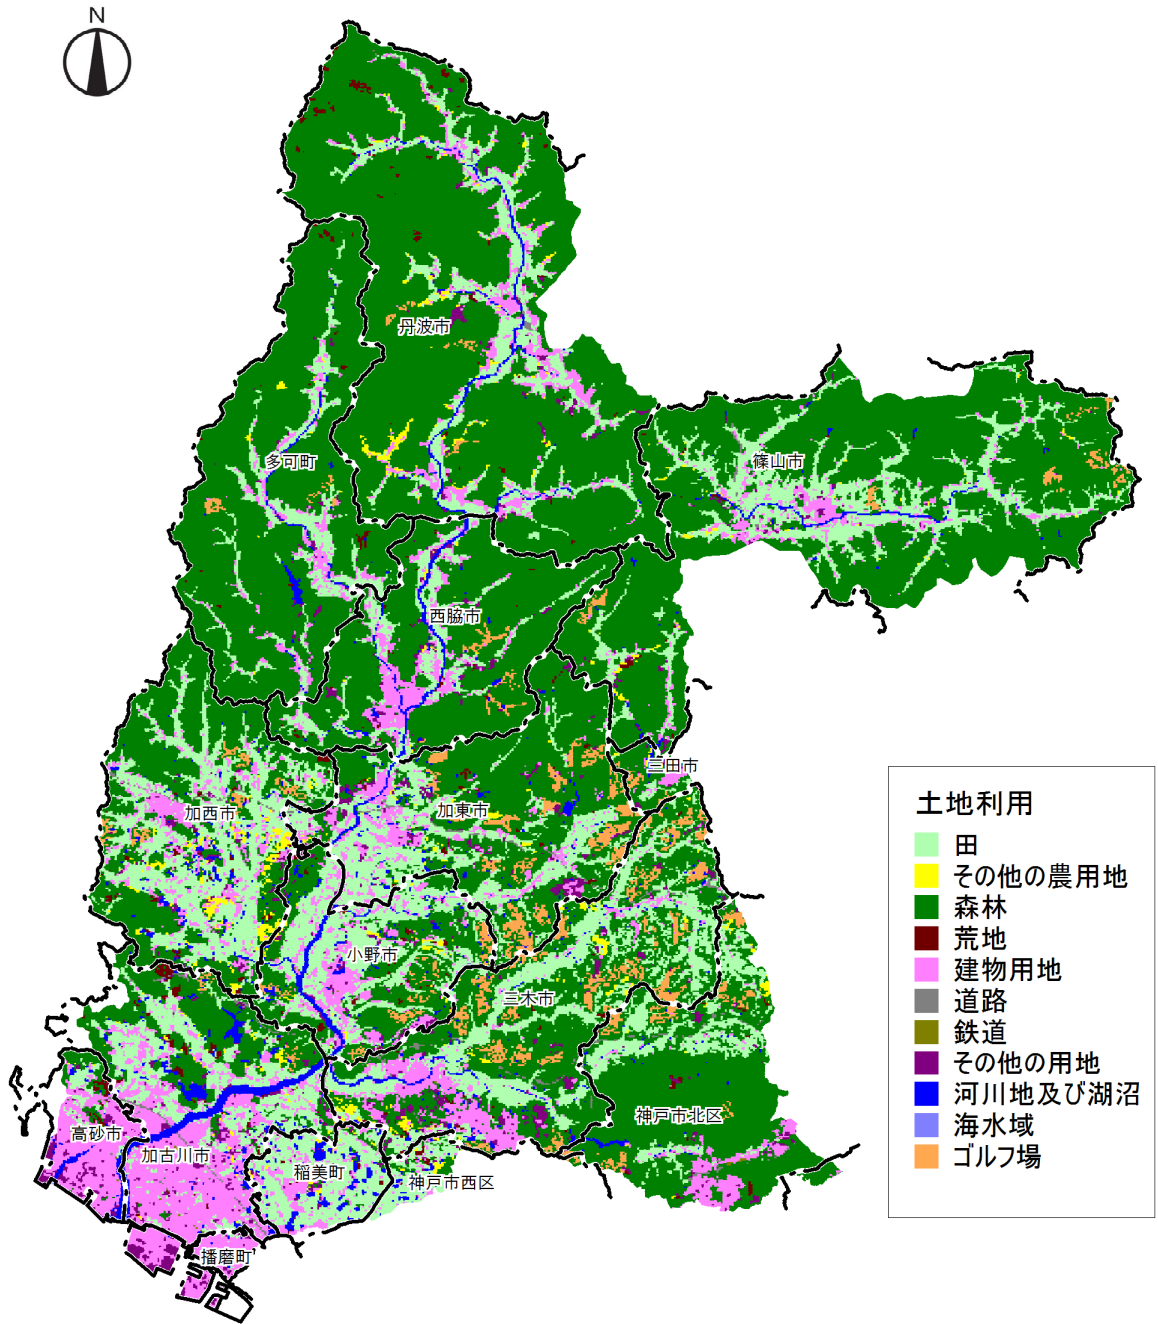 N
丹波市
多可町
篠山市
西脇市
三田市
加西市
加東市
小野市
三木市
神戸市北区
高砂市
加古川市
稲美町
神戸市西区
播磨町
土地利用
田
その他の農用地
森林
荒地
建物用地
道路
鉄道
その他の用地
河川地及び湖沼
海水域
ゴルフ場